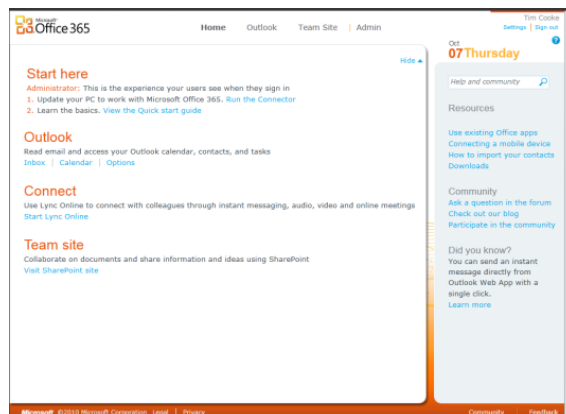 Microsoft
Office 365
Home Outlook Team Site | Admin
Tim Cooke
Settings | Sign out
Oct
07 Thursday
?
Hide
Start here
Administrator: This is the experience your users see when they sign in
1. Update your PC to work with Microsoft Office 365. Run the Connector
2. Learn the basics. View the Quick start guide
Outlook
Read email and access your Outlook calendar, contacts, and tasks
Inbox | Calendar | Options
Connect
Use Lync Online to connect with colleagues through instant messaging, audio, video and online meetings
Start Lync Online
Team site
Collaborate on documents and share information and ideas using SharePoint
Visit SharePoint site
Help and community
Resources
Use existing Office apps
Connecting a mobile device
How to import your contacts
Downloads
Community
Ask a question in the forum
Check out our blog
Participate in the community
Did you know?
You can send an instant
message directly from
Outlook Web App with a
single click.
Learn more
Microsoft ©2010 Microsoft Corporation Legal | Privacy
Community Feedback